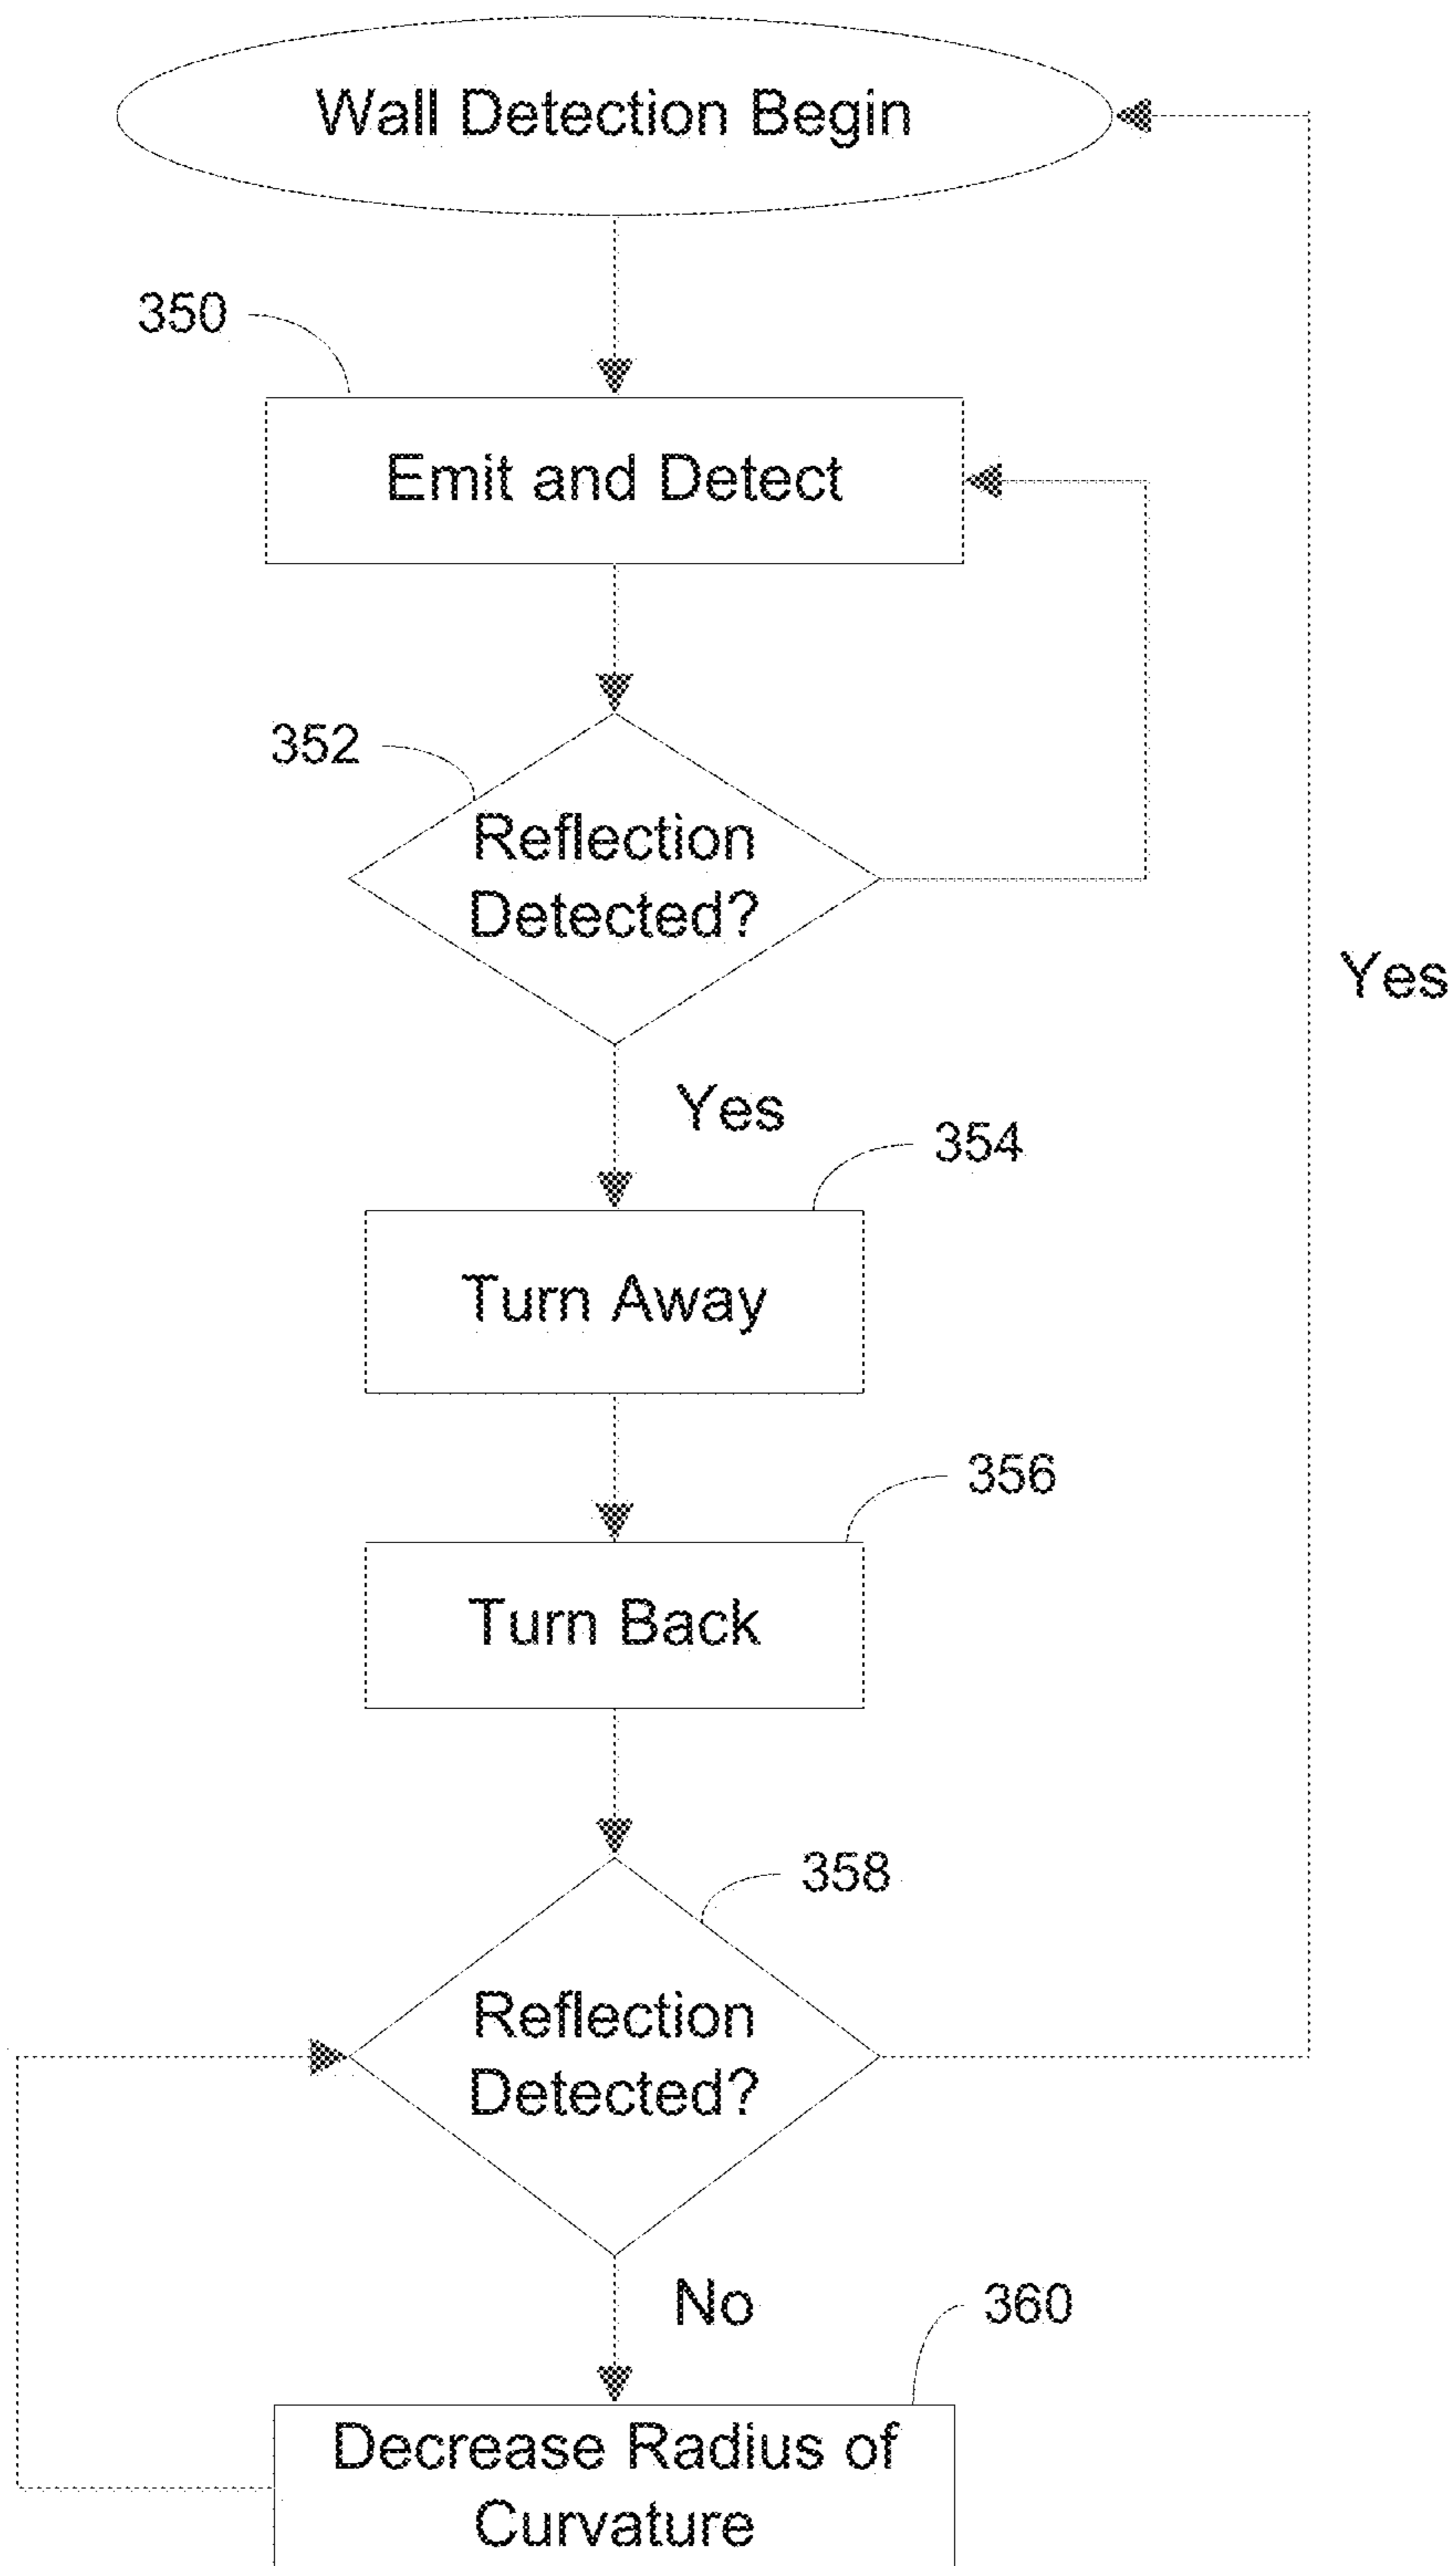 Wall Detection Begin
350
Emit and Detect
352
Reflection
Detected?
Yes
Yes
354
Turn Away
356
Turn Back
358
Reflection
Detected?
No
360
Decrease Radius of
Curvature